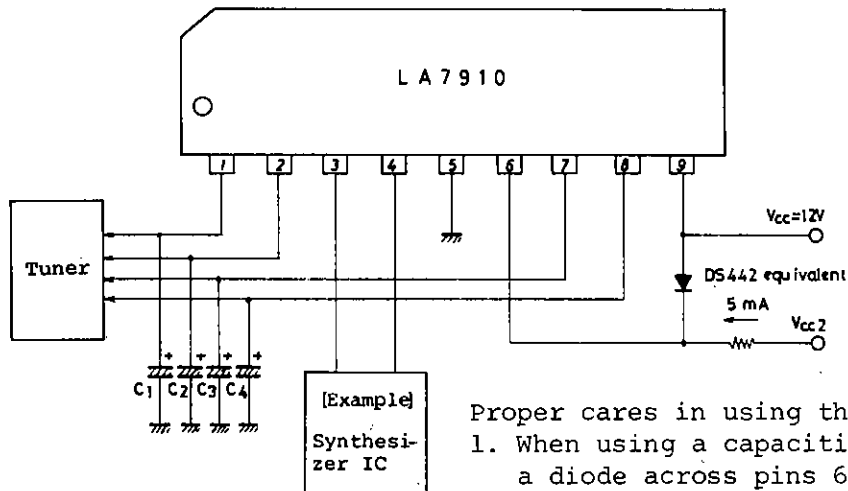 LA7910
1 2 3 4 5 6 7 8 9
Tuner
Vcc=12V
DS442 equivalent
5 mA
Vcc2
+ + + +
C1 C2 C3 C4
[Example]
Synthesi-
zer IC
Proper cares in using th
1. When using a capaciti
a diode across pins 6